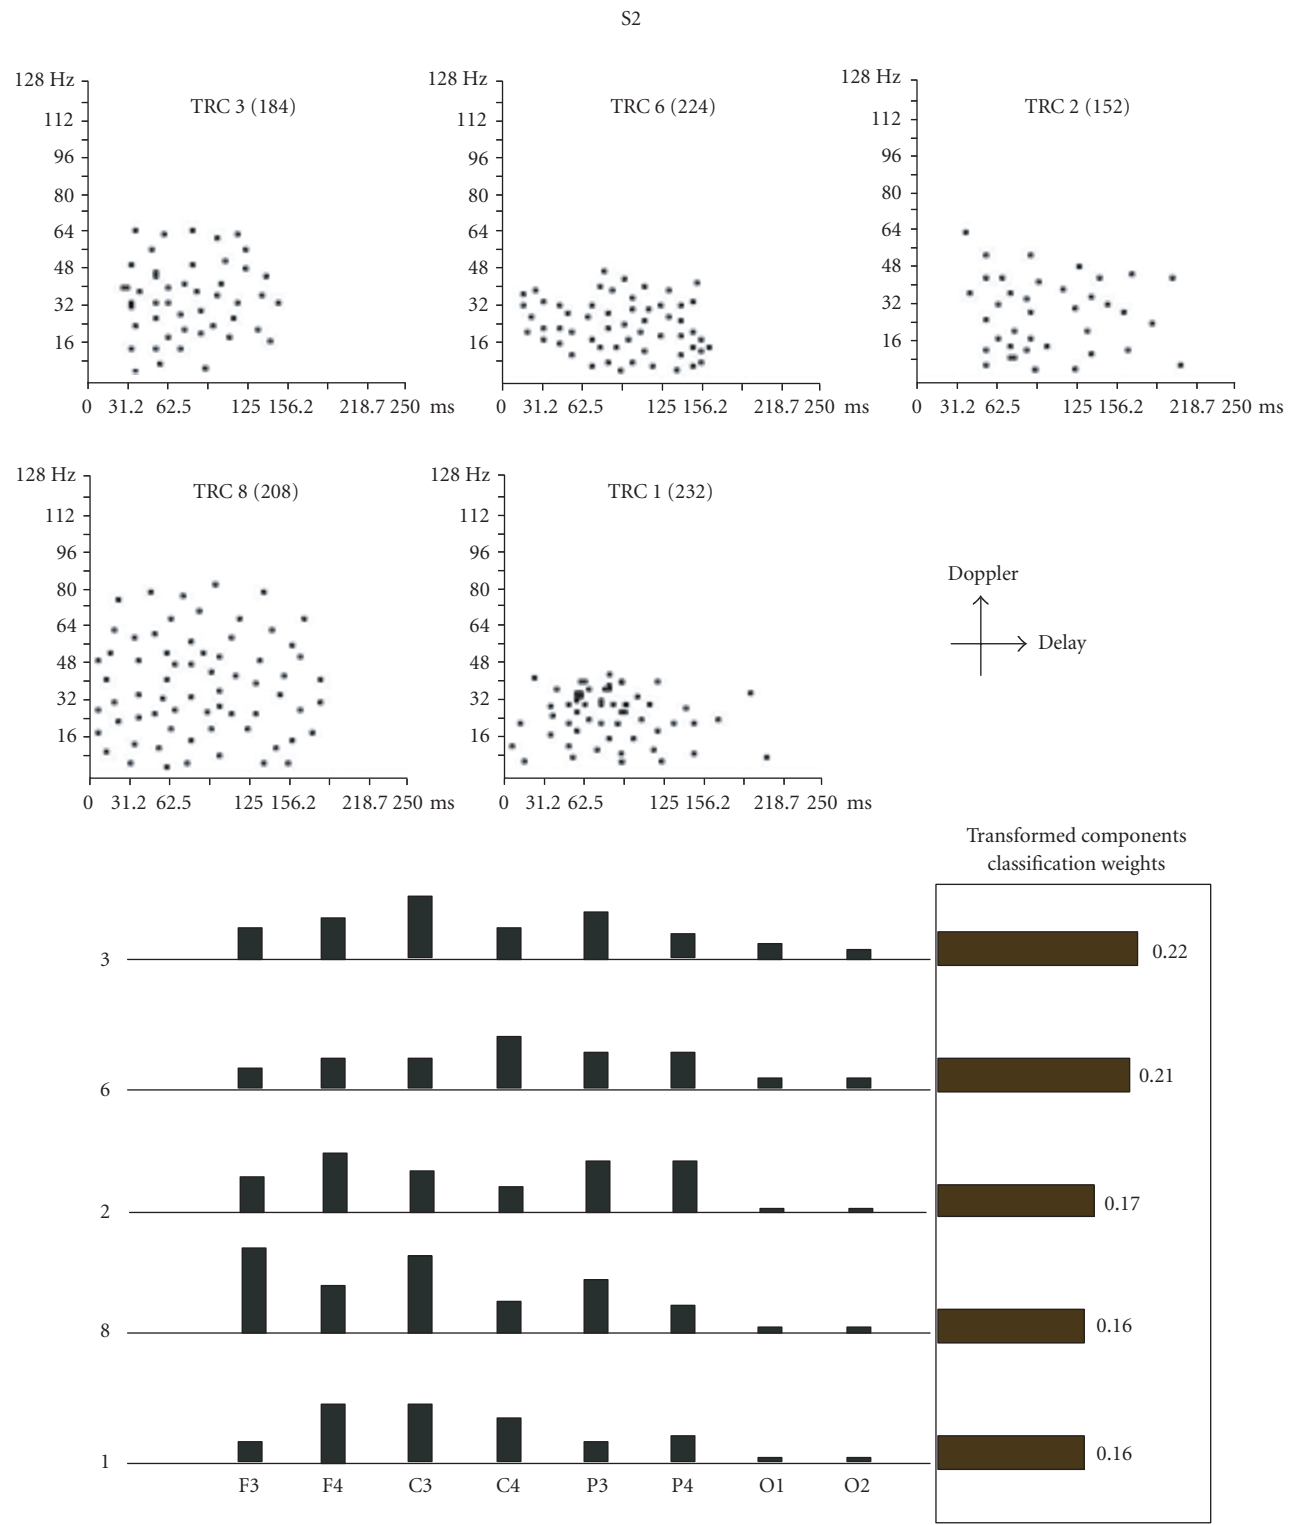 S2
TRC 3 (184)
128 Hz
112
96
80
64
48
32
16
0 31.2 62.5 125 156.2 218.7 250 ms
TRC 6 (224)
128 Hz
112
96
80
64
48
32
16
0 31.2 62.5 125 156.2 218.7 250 ms
TRC 2 (152)
128 Hz
112
96
80
64
48
32
16
0 31.2 62.5 125 156.2 218.7 250 ms
TRC 8 (208)
128 Hz
112
96
80
64
48
32
16
0 31.2 62.5 125 156.2 218.7 250 ms
TRC 1 (232)
128 Hz
112
96
80
64
48
32
16
0 31.2 62.5 125 156.2 218.7 250 ms
Doppler
Delay
Transformed components
classification weights
3 0.22
6 0.21
2 0.17
8 0.16
1 0.16
F3 F4 C3 C4 P3 P4 O1 O2